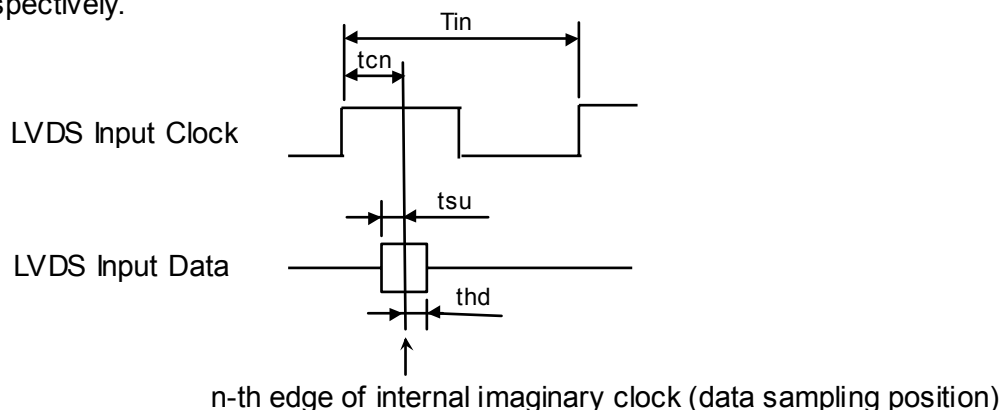 spectively.
Tin
tcn
LVDS Input Clock
tsu
LVDS Input Data
thd
n-th edge of internal imaginary clock (data sampling position)